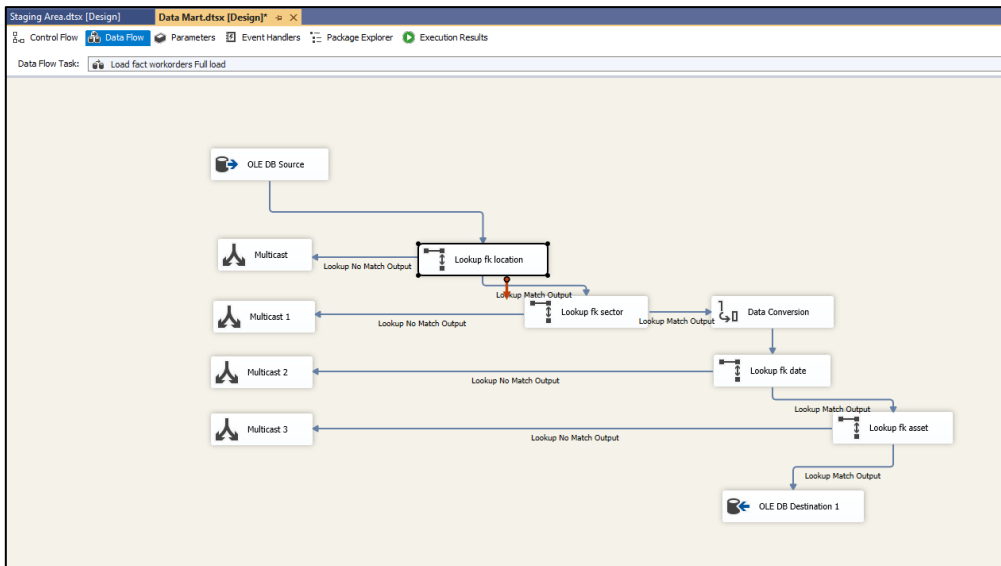 Staging Area.dtsx [Design]
Data Mart.dtsx [Design]*
Control Flow
Data Flow
Parameters
Event Handlers
Package Explorer
Execution Results
Data Flow Task:
Load fact workorders Full load
OLE DB Source
Multicast
Lookup No Match Output
Lookup fk location
Lookup Match Output
Multicast 1
Lookup No Match Output
Lookup fk sector
Lookup Match Output
Data Conversion
Multicast 2
Lookup No Match Output
Lookup fk date
Lookup Match Output
Multicast 3
Lookup No Match Output
Lookup fk asset
Lookup Match Output
OLE DB Destination 1